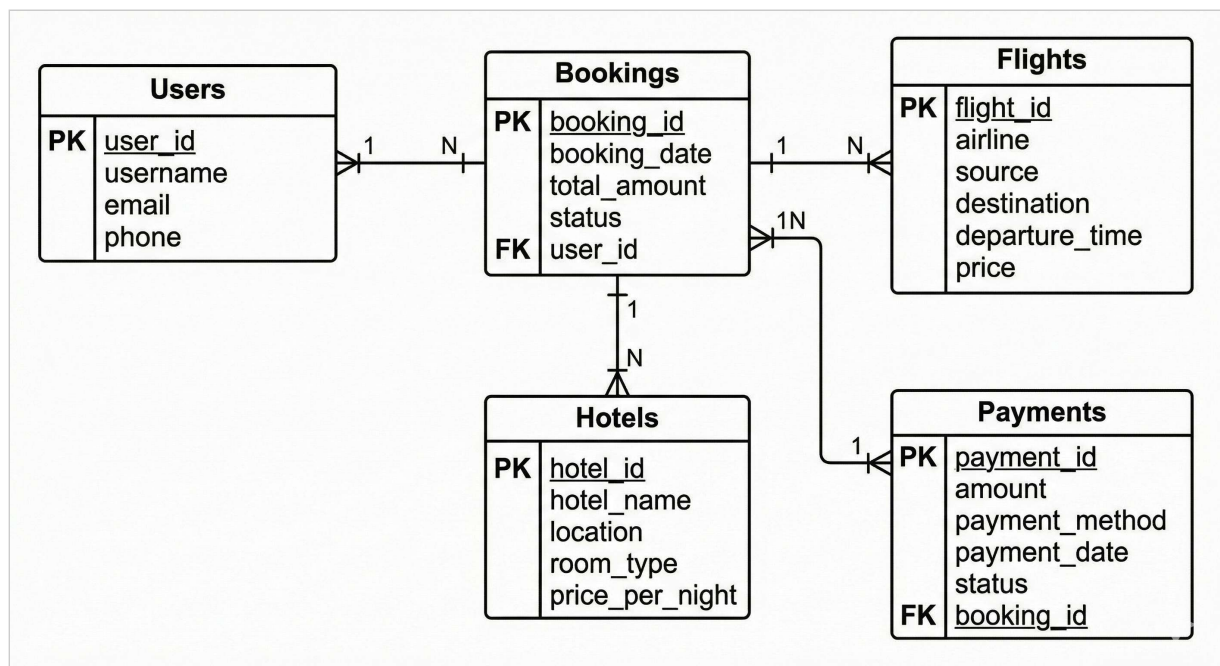 Users
PK user_id
username
email
phone
1 N
Bookings
PK booking_id
booking_date
total_amount
status
FK user_id
1 N
Flights
PK flight_id
airline
source
destination
departure_time
price
1N
1
1
N
Hotels
PK hotel_id
hotel_name
location
room_type
price_per_night
Payments
PK payment_id
amount
payment_method
payment_date
status
FK booking_id